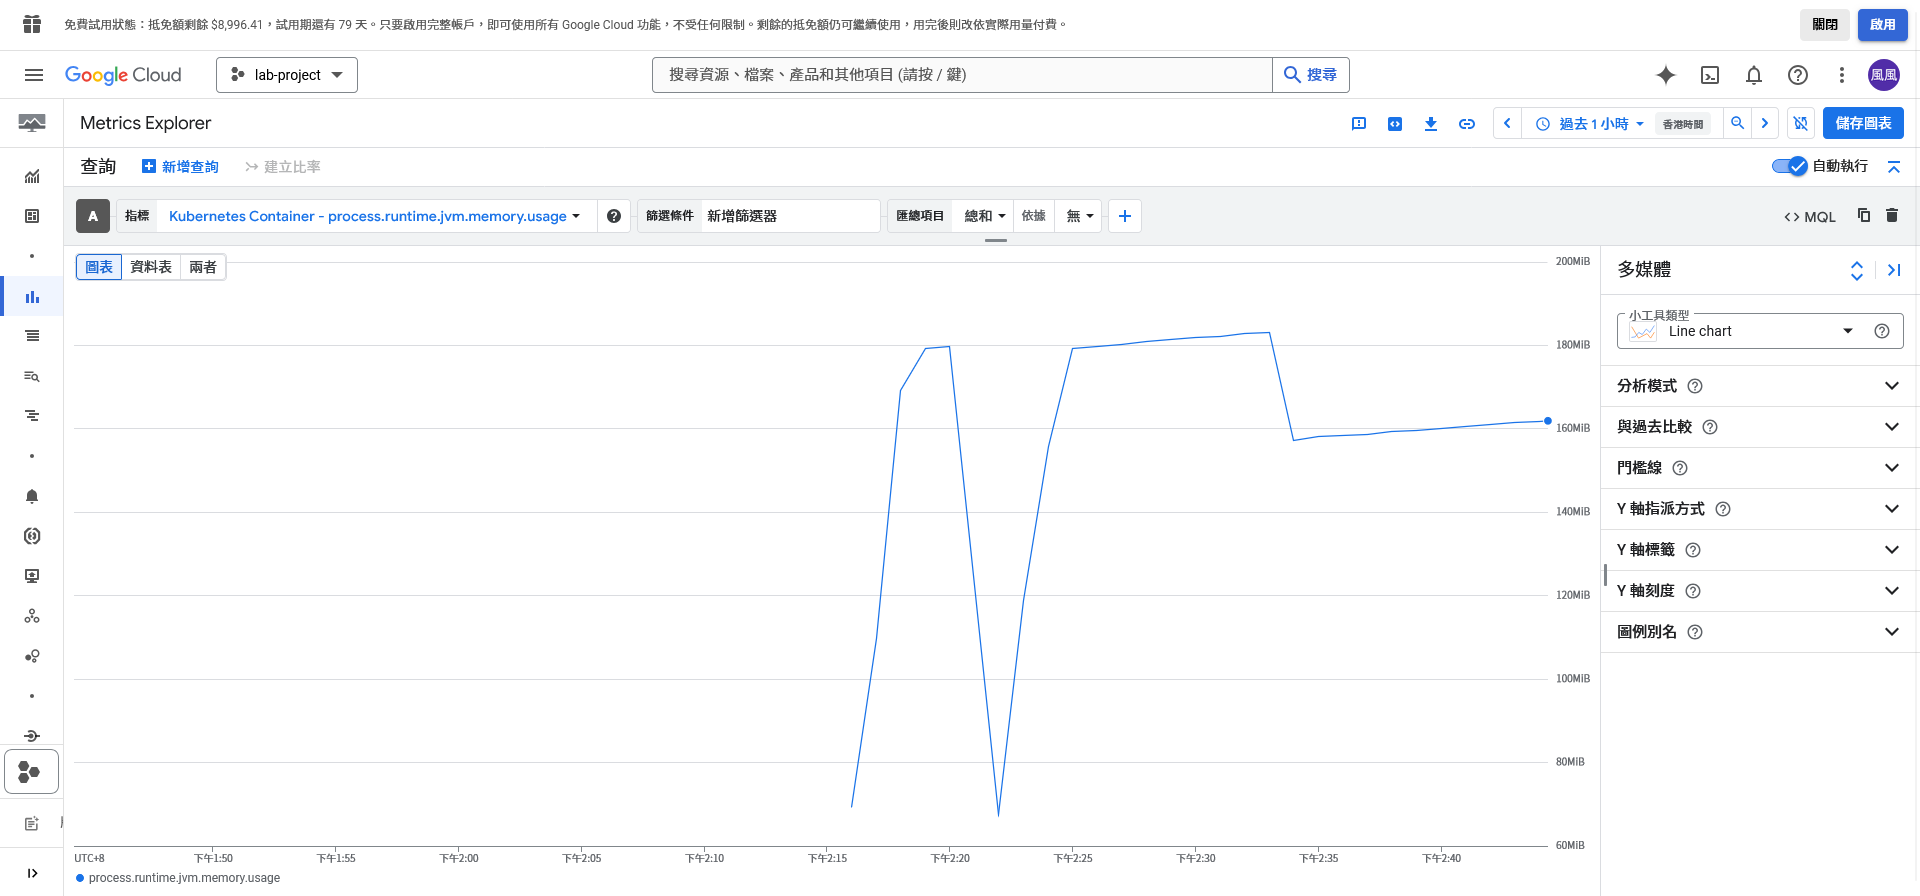 免費試用狀態：抵免額剩餘 $8,996.41，試用期還有 79 天。只要啟用完整帳戶，即可使用所有 Google Cloud 功能，不受任何限制。剩餘的抵免額仍可繼續使用，用完後則改依實際用量付費。
關閉
啟用
Google Cloud
lab-project
搜尋資源、檔案、產品和其他項目 (請按 / 鍵)
搜尋
風風
Metrics Explorer
過去 1 小時
香港時間
儲存圖表
查詢
新增查詢
建立比率
自動執行
A
指標
Kubernetes Container - process.runtime.jvm.memory.usage
篩選條件
新增篩選器
匯總項目
總和
依據
無
<> MQL
圖表
資料表
兩者
200MiB
180MiB
160MiB
140MiB
120MiB
100MiB
80MiB
60MiB
UTC+8
下午1:50
下午1:55
下午2:00
下午2:05
下午2:10
下午2:15
下午2:20
下午2:25
下午2:30
下午2:35
下午2:40
process.runtime.jvm.memory.usage
多媒體
小工具類型
Line chart
分析模式
與過去比較
門檻線
Y 軸指派方式
Y 軸標籤
Y 軸刻度
圖例別名